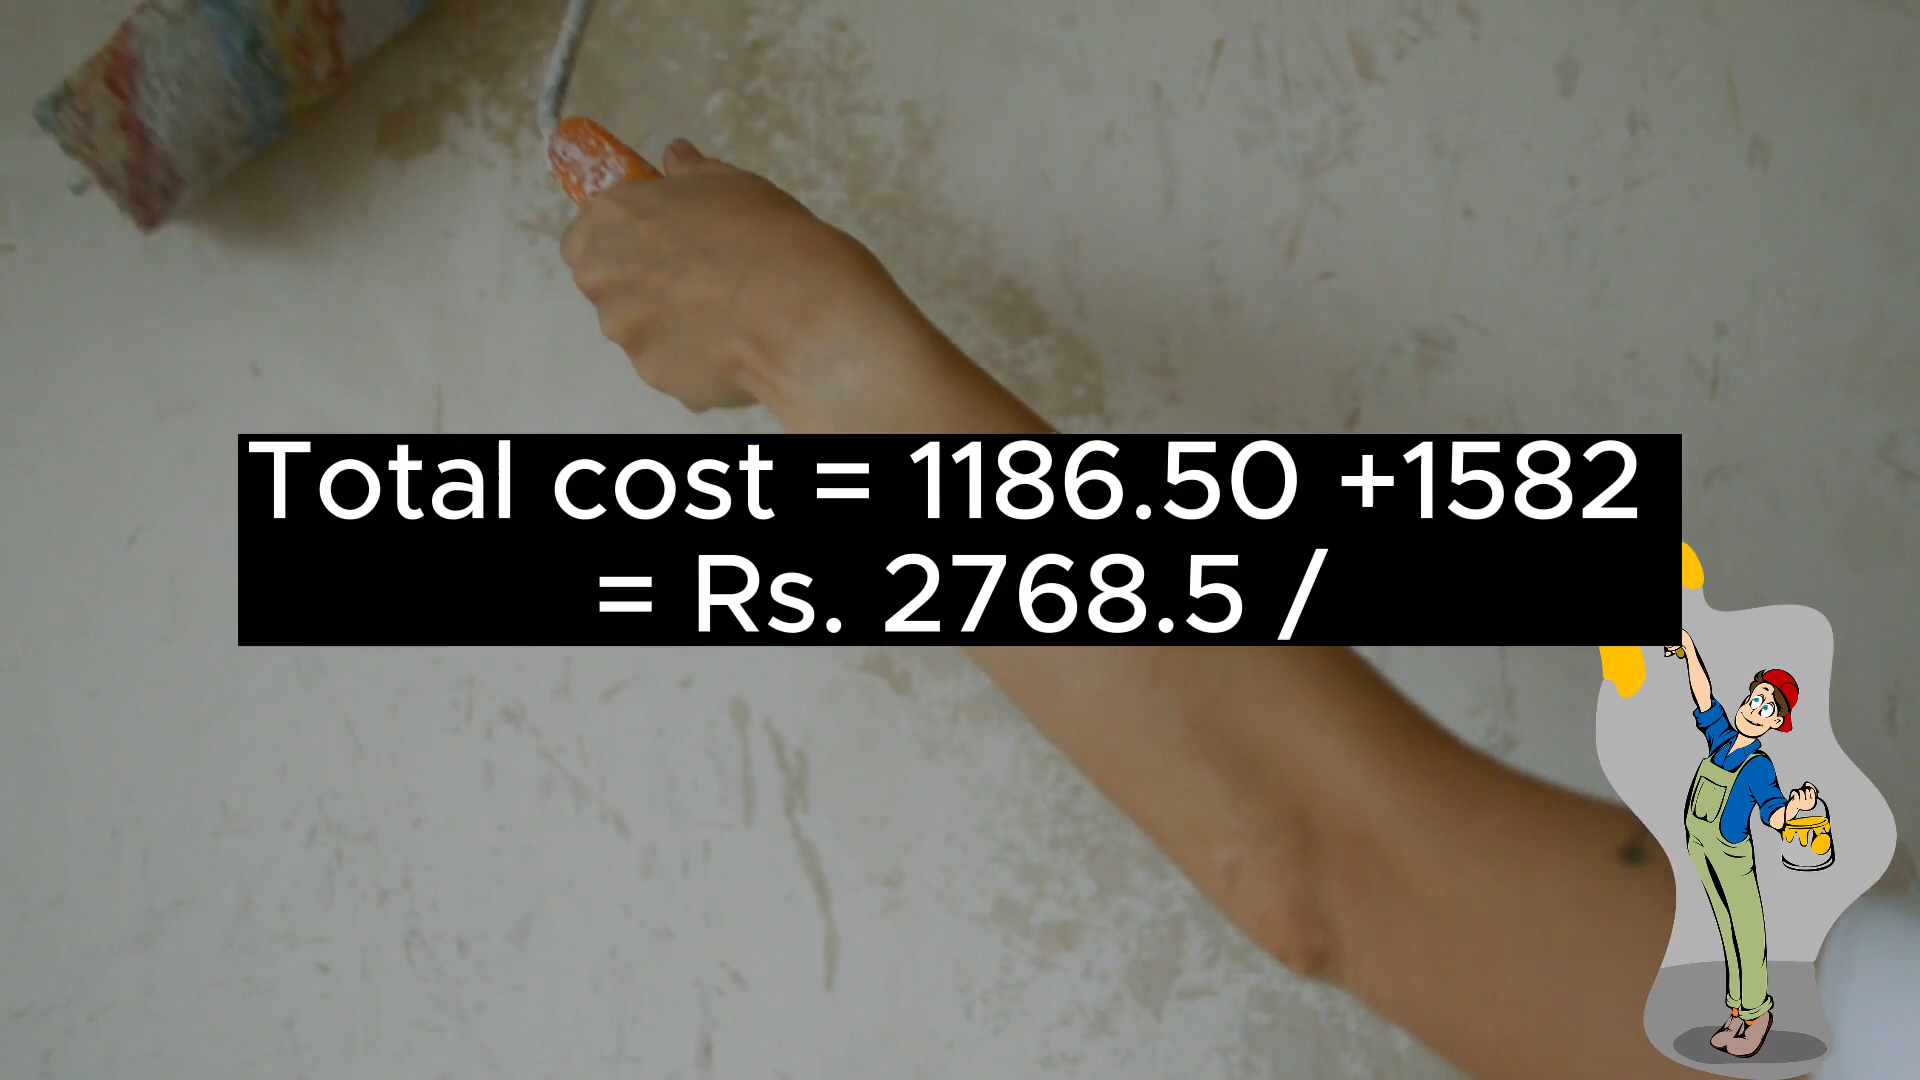 Total cost = 1186.50 +1582
= Rs. 2768.5 /